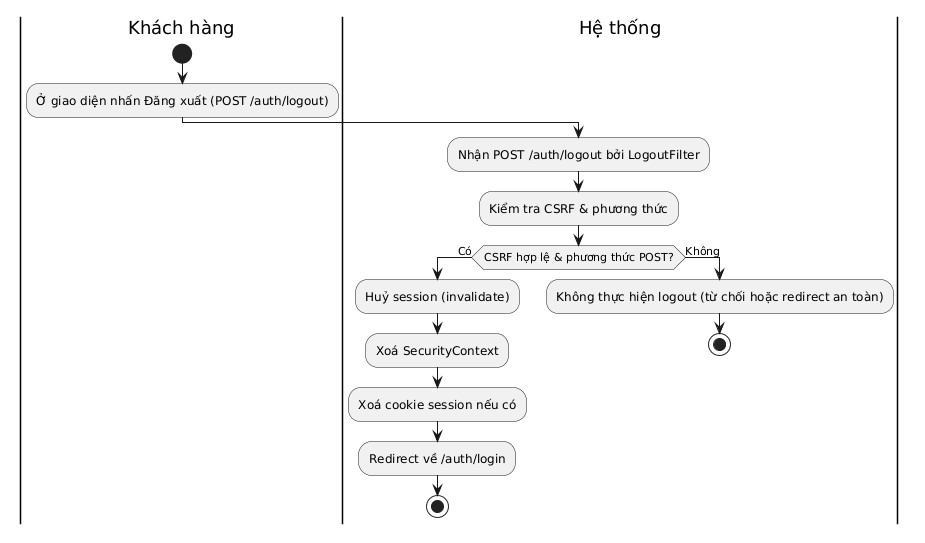 Khách hàng
Hệ thống
Ở giao diện nhấn Đăng xuất (POST /auth/logout)
Nhận POST /auth/logout bởi LogoutFilter
Kiểm tra CSRF & phương thức
CSRF hợp lệ & phương thức POST?
Có
Không
Huỷ session (invalidate)
Không thực hiện logout (từ chối hoặc redirect an toàn)
Xoá SecurityContext
Xoá cookie session nếu có
Redirect về /auth/login